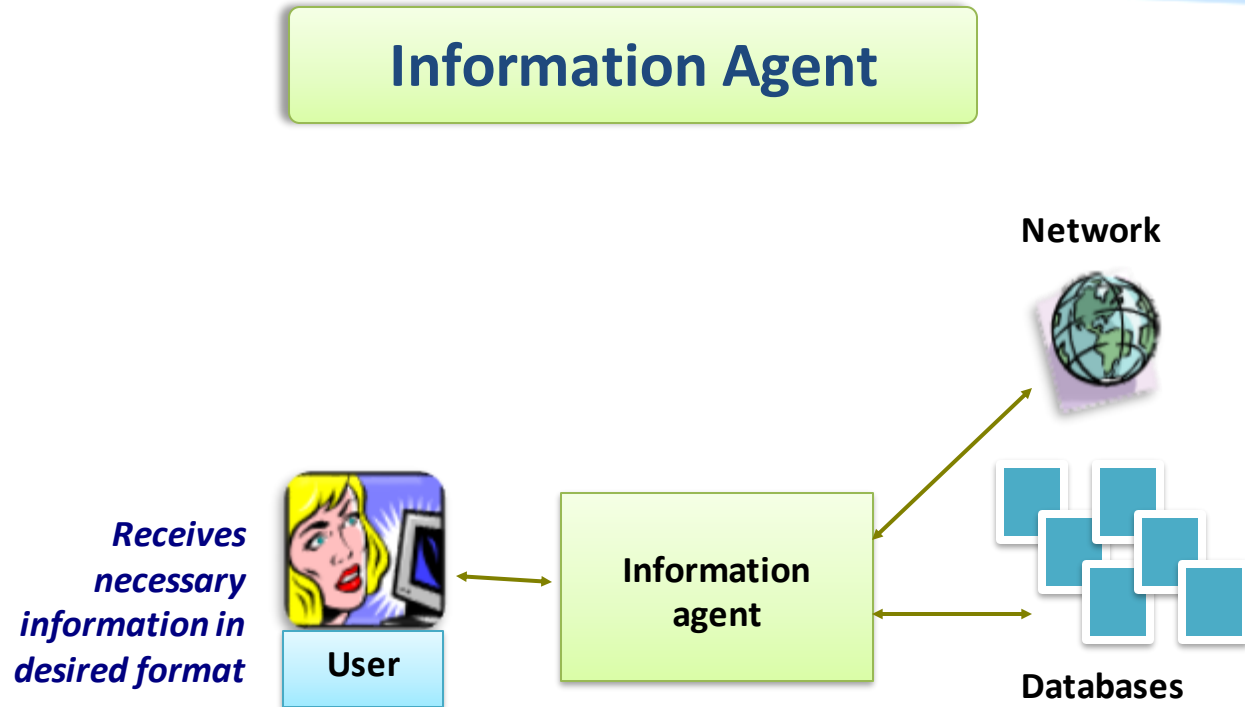 Information Agent
Network
Receives
necessary
information in
desired format
User
Information
agent
Databases